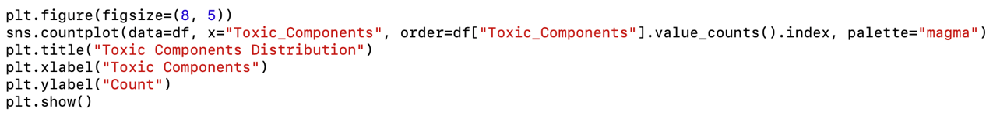 plt.figure(figsize=(8, 5))
sns.countplot(data=df, x="Toxic_Components", order=df["Toxic_Components"].value_counts().index, palette="magma")
plt.title("Toxic Components Distribution")
plt.xlabel("Toxic Components")
plt.ylabel("Count")
plt.show()